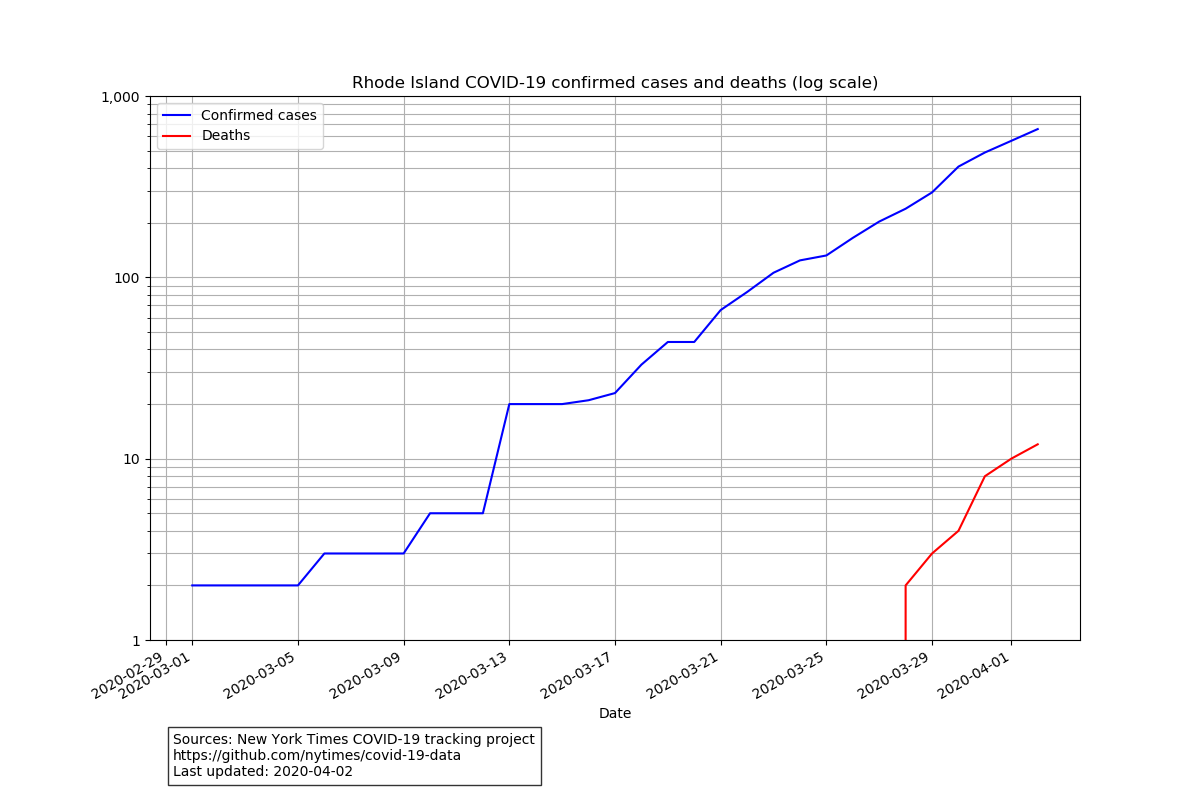 Rhode Island COVID-19 confirmed cases and deaths (log scale)
1,000
Confirmed cases
Deaths
100
10
1
2020-02-29
2020-03-01
2020-03-05
2020-03-09
2020-03-13
2020-03-17
2020-03-21
2020-03-25
2020-03-29
2020-04-01
Date
Sources: New York Times COVID-19 tracking project
https://github.com/nytimes/covid-19-data
Last updated: 2020-04-02